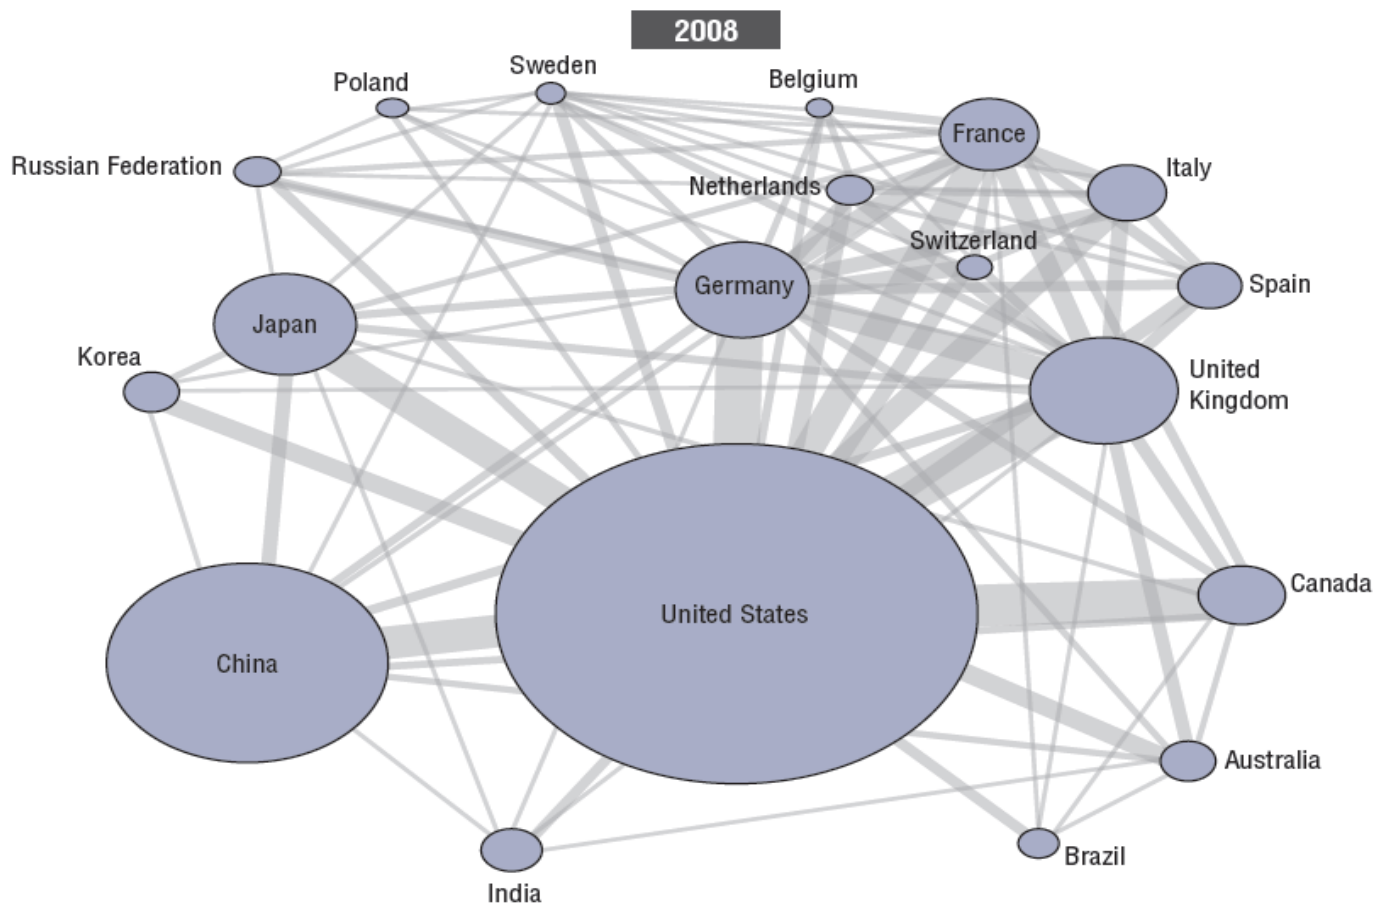 2008
Sweden
Poland
Belgium
France
Russian Federation
Italy
Netherlands
Switzerland
Germany
Spain
Japan
Korea
United
Kingdom
Canada
United States
China
Australia
Brazil
India